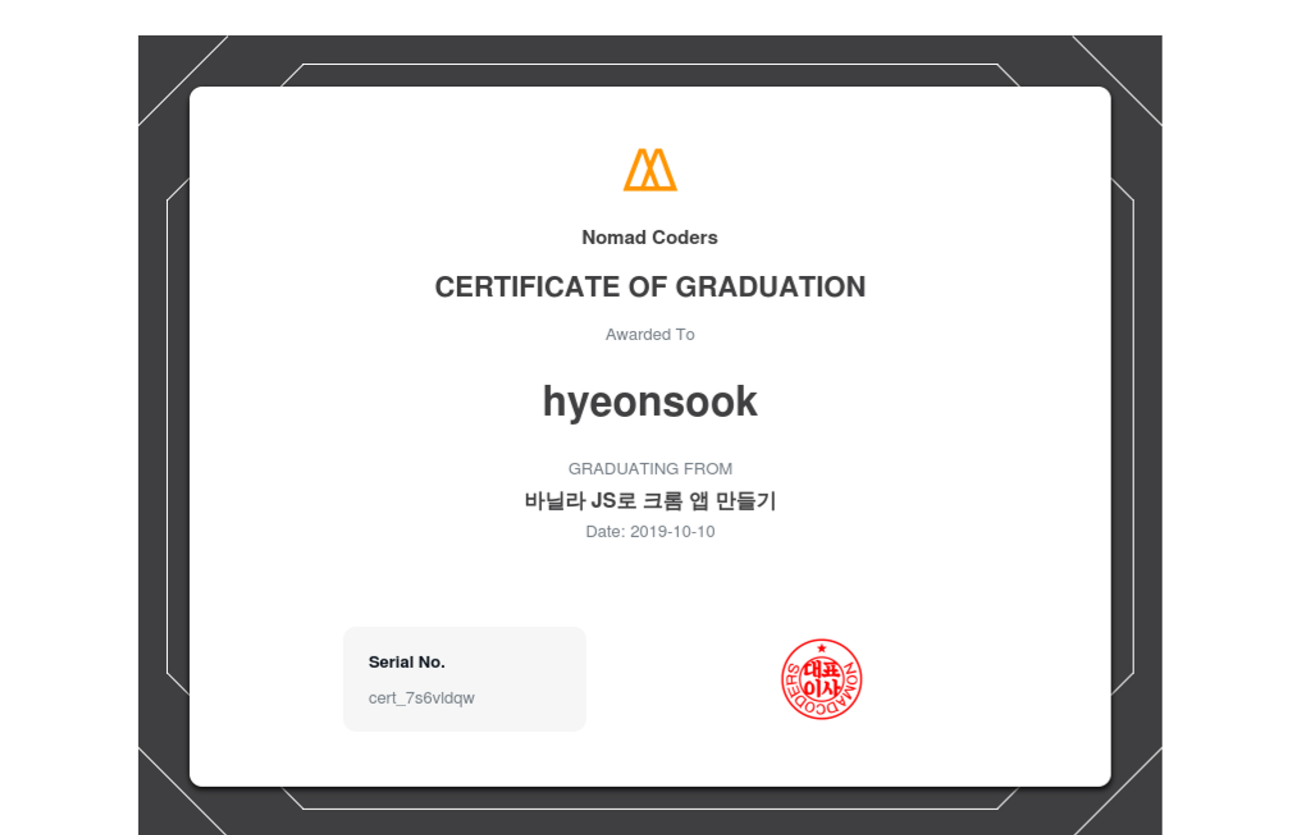 Nomad Coders
CERTIFICATE OF GRADUATION
Awarded To
hyeonsook
GRADUATING FROM
바닐라 JS로 크롬 앱 만들기
Date: 2019-10-10
Serial No.
cert_7s6vldqw
대표
이사
NOMADCODERS